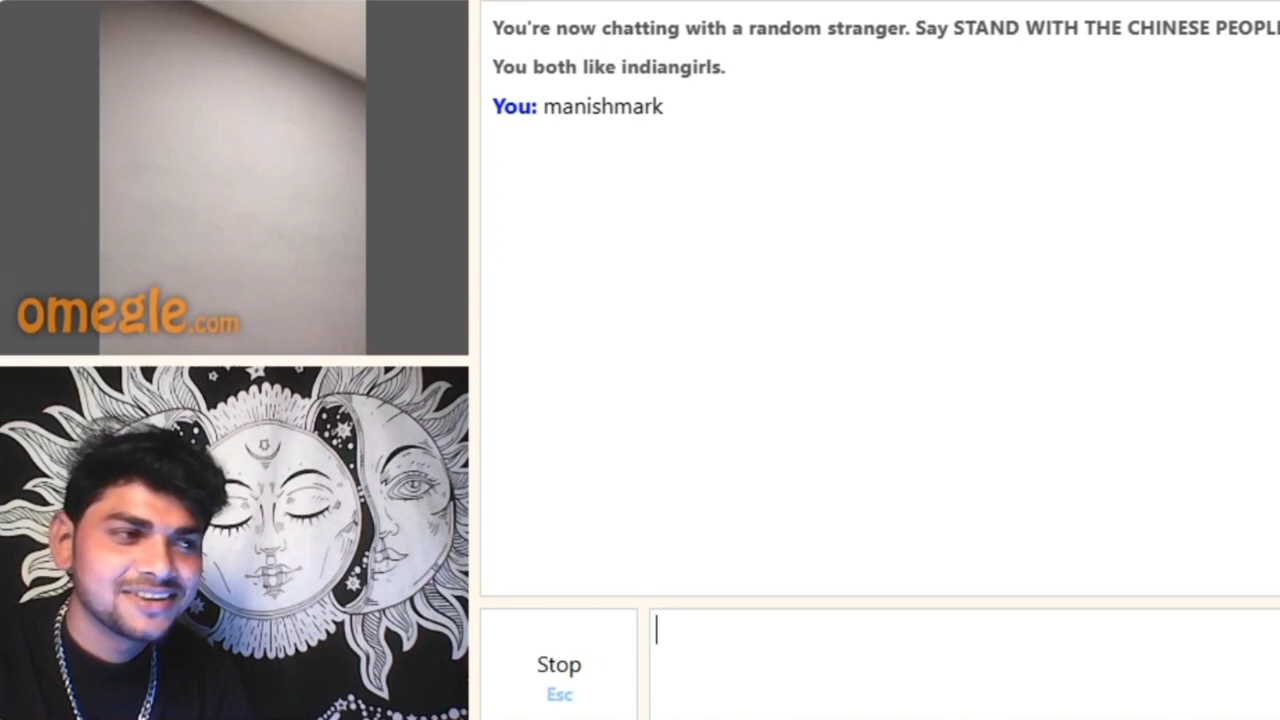 You're now chatting with a random stranger. Say STAND WITH THE CHINESE PEOPLE
You both like indiangirls.
You: manishmark
omegle.com
Stop
Esc